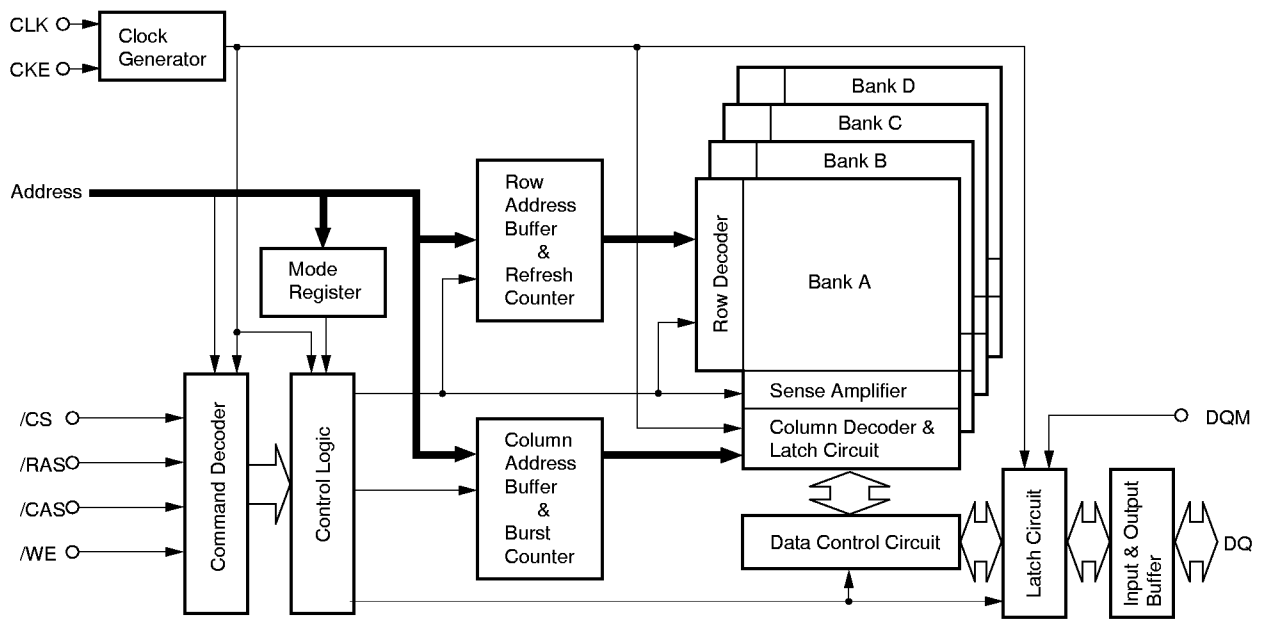 CLK
CKE
Clock
Generator
Bank D
Bank C
Bank B
Bank A
Address
Row
Address
Buffer
&
Refresh
Counter
Row Decoder
Mode
Register
Sense Amplifier
Column Decoder &
Latch Circuit
/CS
/RAS
/CAS
/WE
Command Decoder
Control Logic
Column
Address
Buffer
&
Burst
Counter
Data Control Circuit
DQM
Latch Circuit
Input & Output
Buffer
DQ